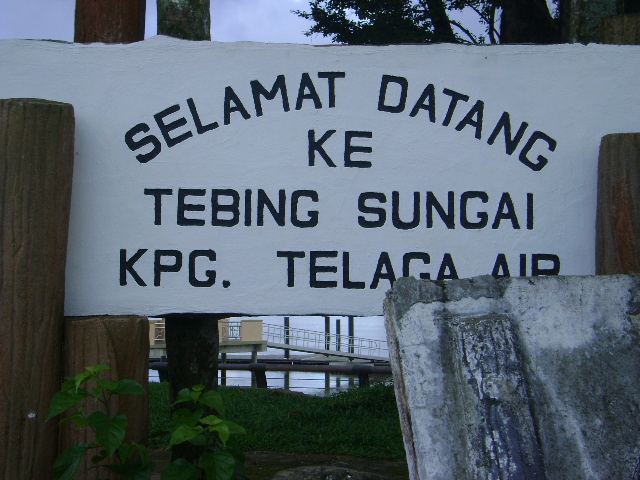 SELAMAT DATANG
KE
TEBING SUNGAI
KPG. TELAGA AIR